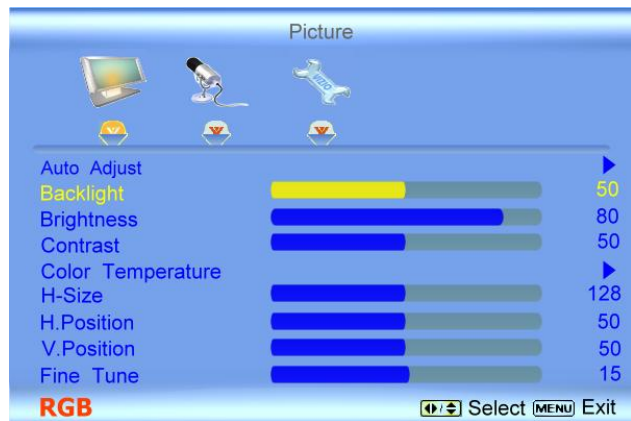 Picture
VIZIO
Auto Adjust
Backlight 50
Brightness 80
Contrast 50
Color Temperature
H-Size 128
H.Position 50
V.Position 50
Fine Tune 15
RGB / Select MENU Exit